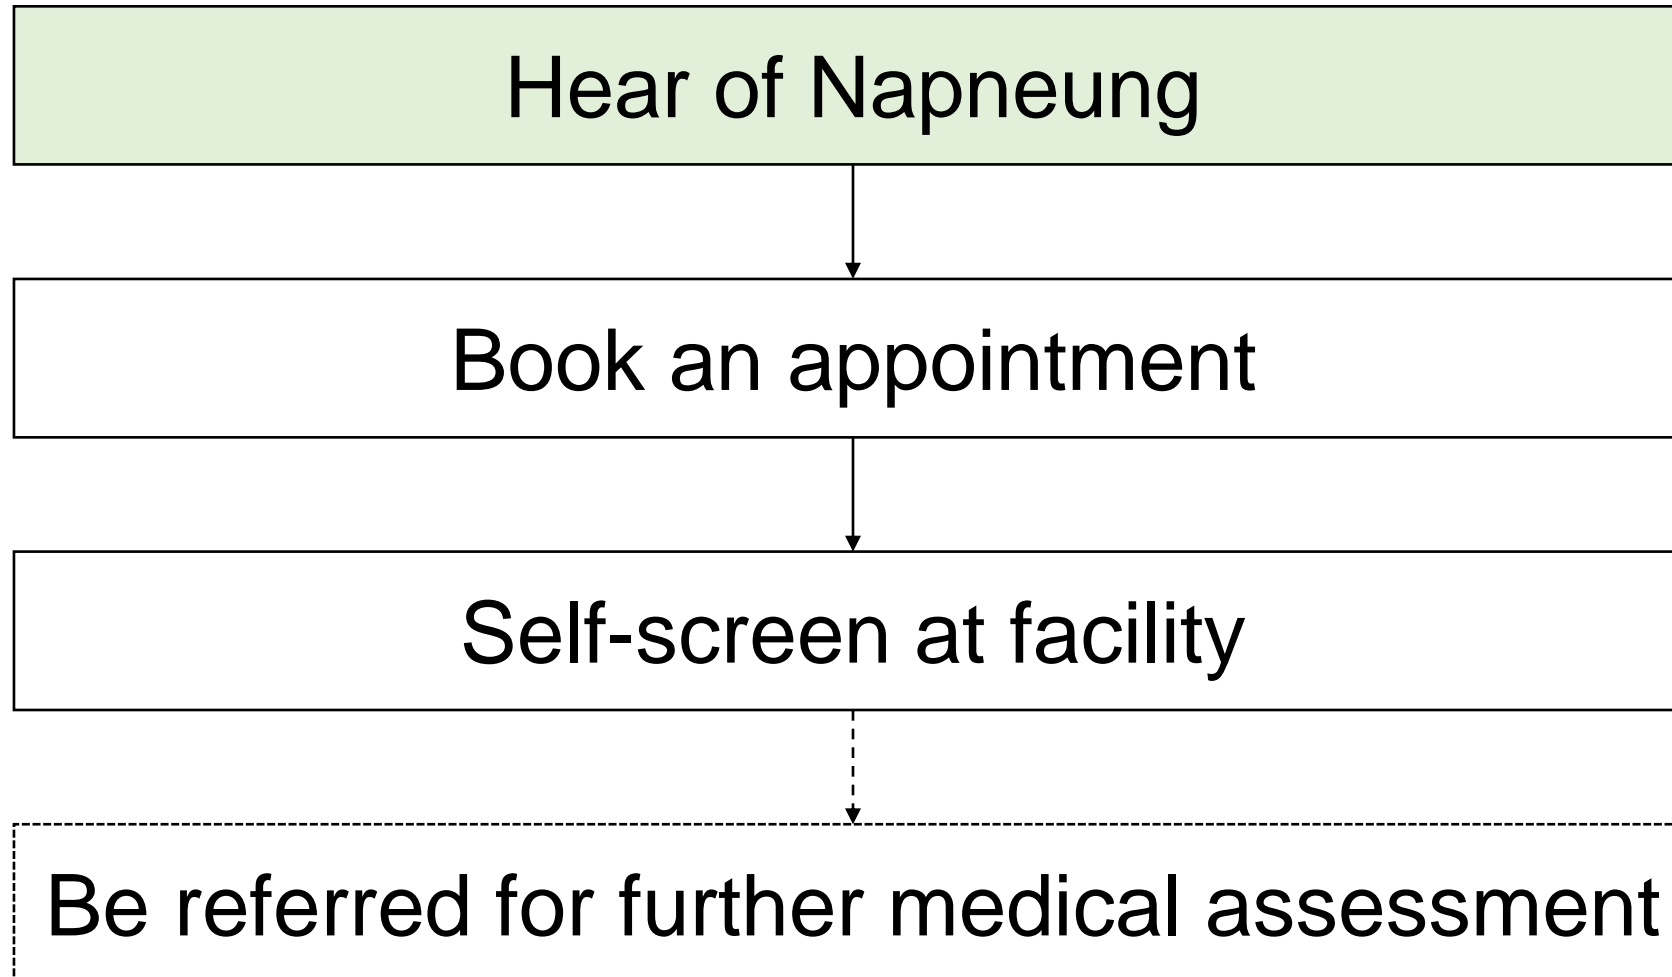 Hear of Napneung
Book an appointment
Self-screen at facility
Be referred for further medical assessment